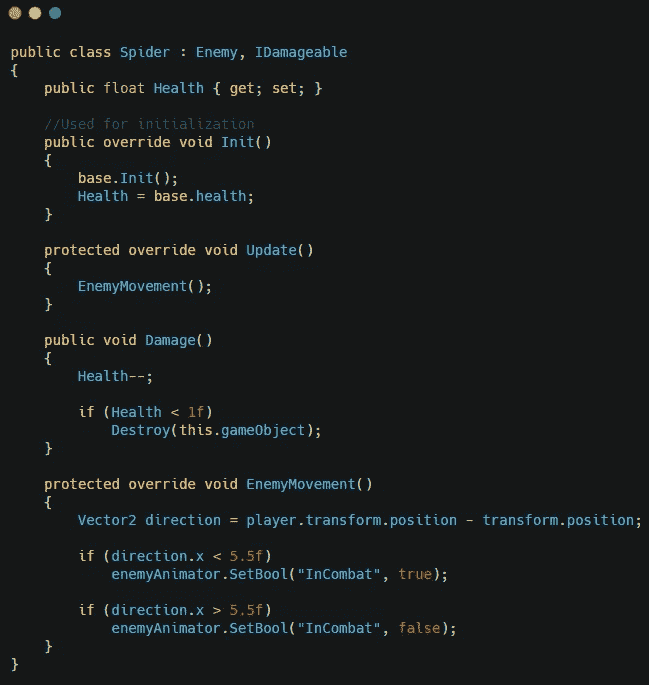 public class Spider : Enemy, IDamageable
{
    public float Health { get; set; }

    //Used for initialization
    public override void Init()
    {
        base.Init();
        Health = base.health;
    }

    protected override void Update()
    {
        EnemyMovement();
    }

    public void Damage()
    {
        Health--;

        if (Health < 1f)
            Destroy(this.gameObject);
    }

    protected override void EnemyMovement()
    {
        Vector2 direction = player.transform.position - transform.position;

        if (direction.x < 5.5f)
            enemyAnimator.SetBool("InCombat", true);

        if (direction.x > 5.5f)
            enemyAnimator.SetBool("InCombat", false);
    }
}